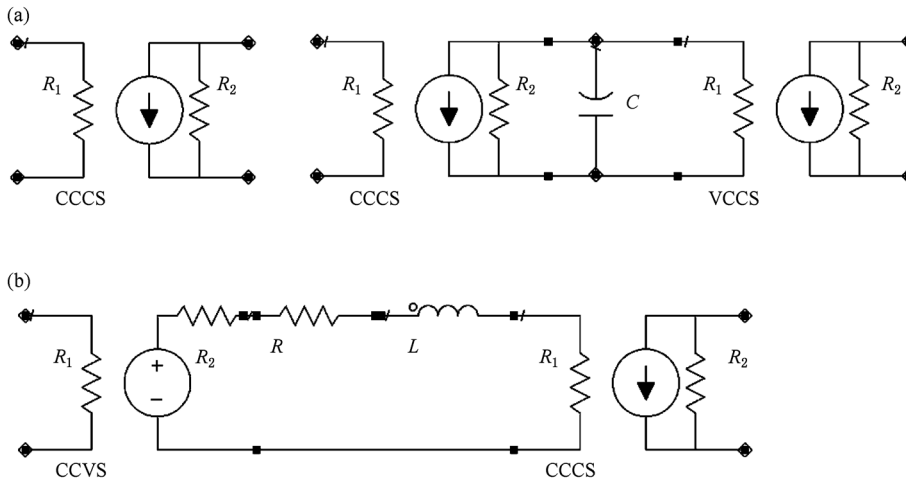 (a)
R1 R2 R1 R2 C R1 R2
CCCS CCCS VCCS
(b)
+
−
R1 R2 R L R1 R2
CCVS CCCS